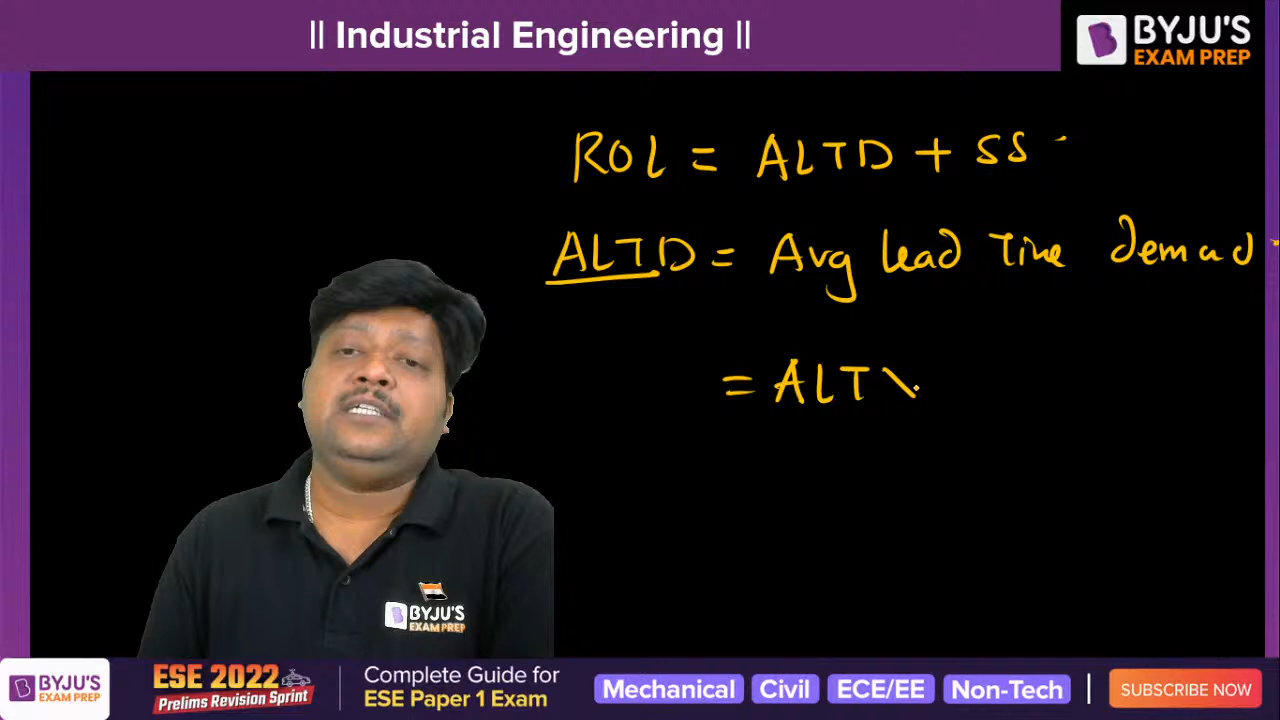 || Industrial Engineering ||
BYJU'S
EXAM PREP
ROL = ALTD + SS
ALTD = Avg lead Time demad
= ALT \
BYJU'S
EXAM PREP
BYJU'S
EXAM PREP
ESE 2022
Prelims Revision Sprint
Complete Guide for
ESE Paper 1 Exam
Mechanical Civil ECE/EE Non-Tech
SUBSCRIBE NOW